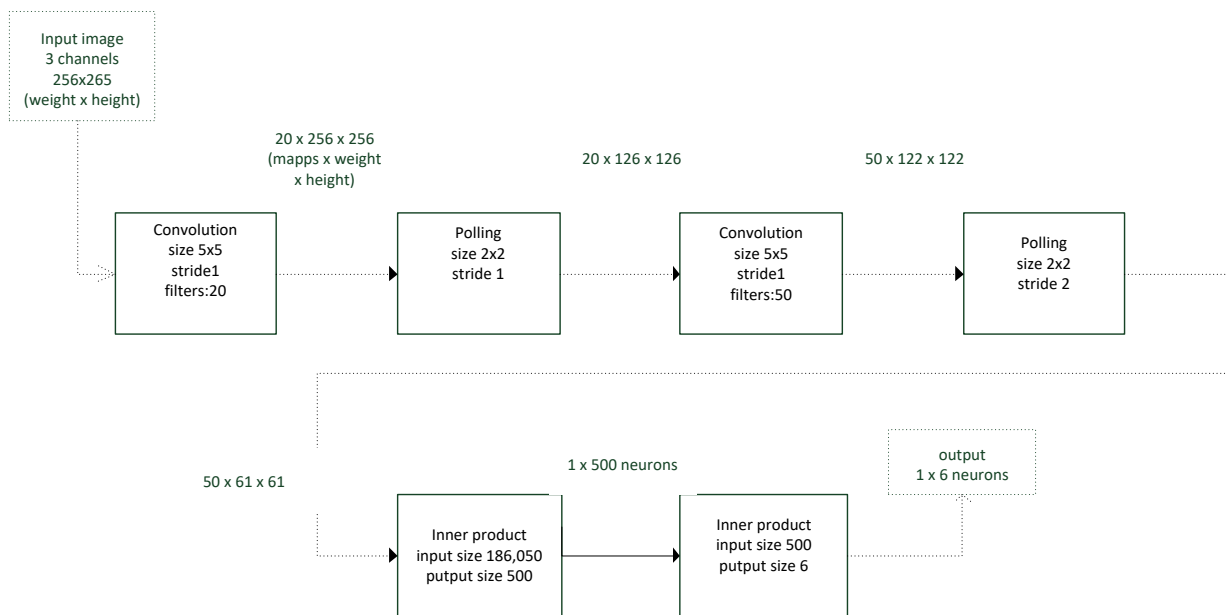 Input image
3 channels
256x265
(weight x height)
20 x 256 x 256
(mapps x weight
x height)
20 x 126 x 126
50 x 122 x 122
Convolution
size 5x5
stride1
filters:20
Polling
size 2x2
stride 1
Convolution
size 5x5
stride1
filters:50
Polling
size 2x2
stride 2
50 x 61 x 61
1 x 500 neurons
output
1 x 6 neurons
Inner product
input size 186,050
putput size 500
Inner product
input size 500
putput size 6